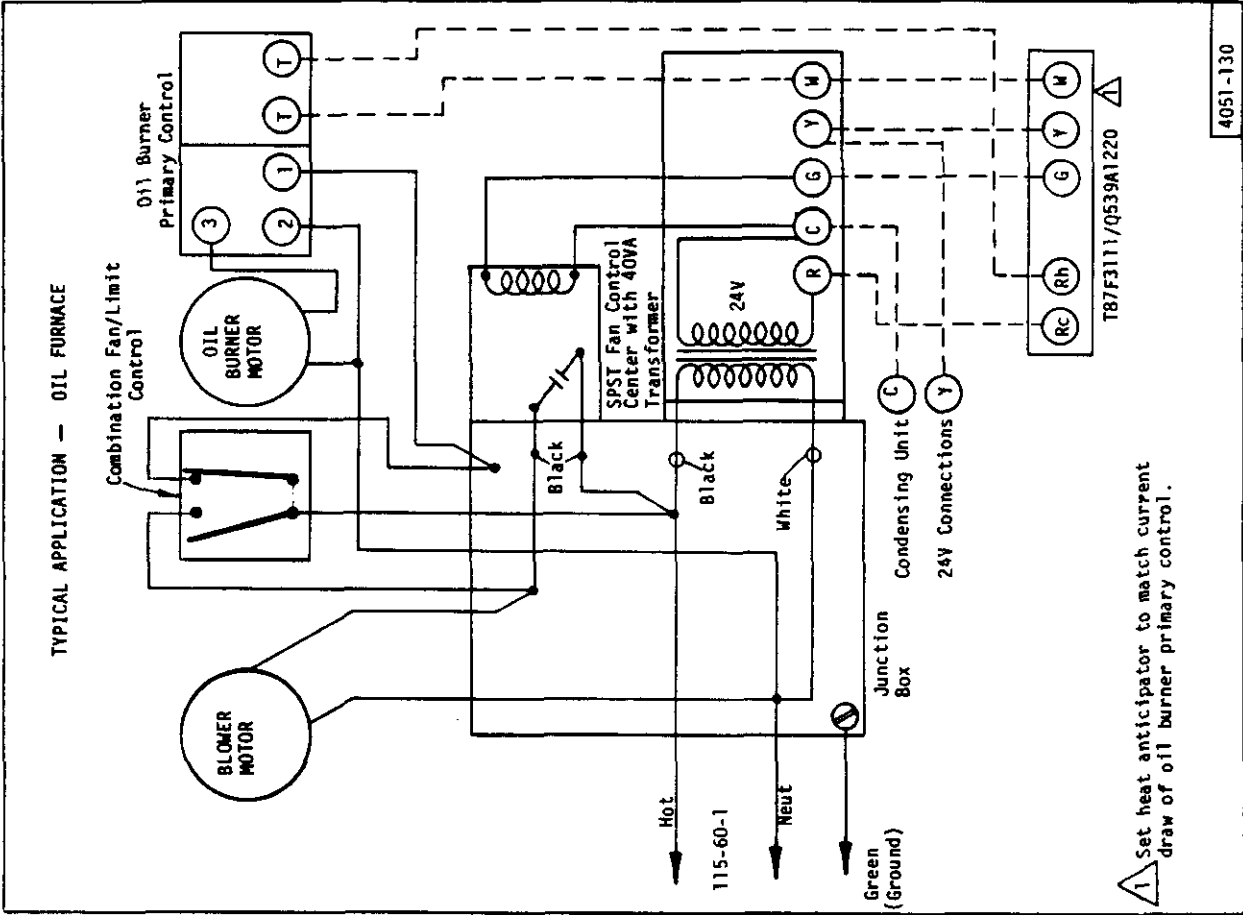 TYPICAL APPLICATION — OIL FURNACE
Combination Fan/Limit
Control
Oil Burner
Primary Control
BLOWER
MOTOR
OIL
BURNER
MOTOR
3
2
1
T
T
Black
SPST Fan Control
Center with 40VA
Transformer
Hot
115-60-1
Neut
Green
(Ground)
Black
White
24V
R
C
G
Y
W
Junction
Box
Condensing Unit
24V Connections
C
Y
Rc
Rh
G
Y
W
T87F3111/Q539A1220
1
1 Set heat anticipator to match current
draw of oil burner primary control.
4051-130